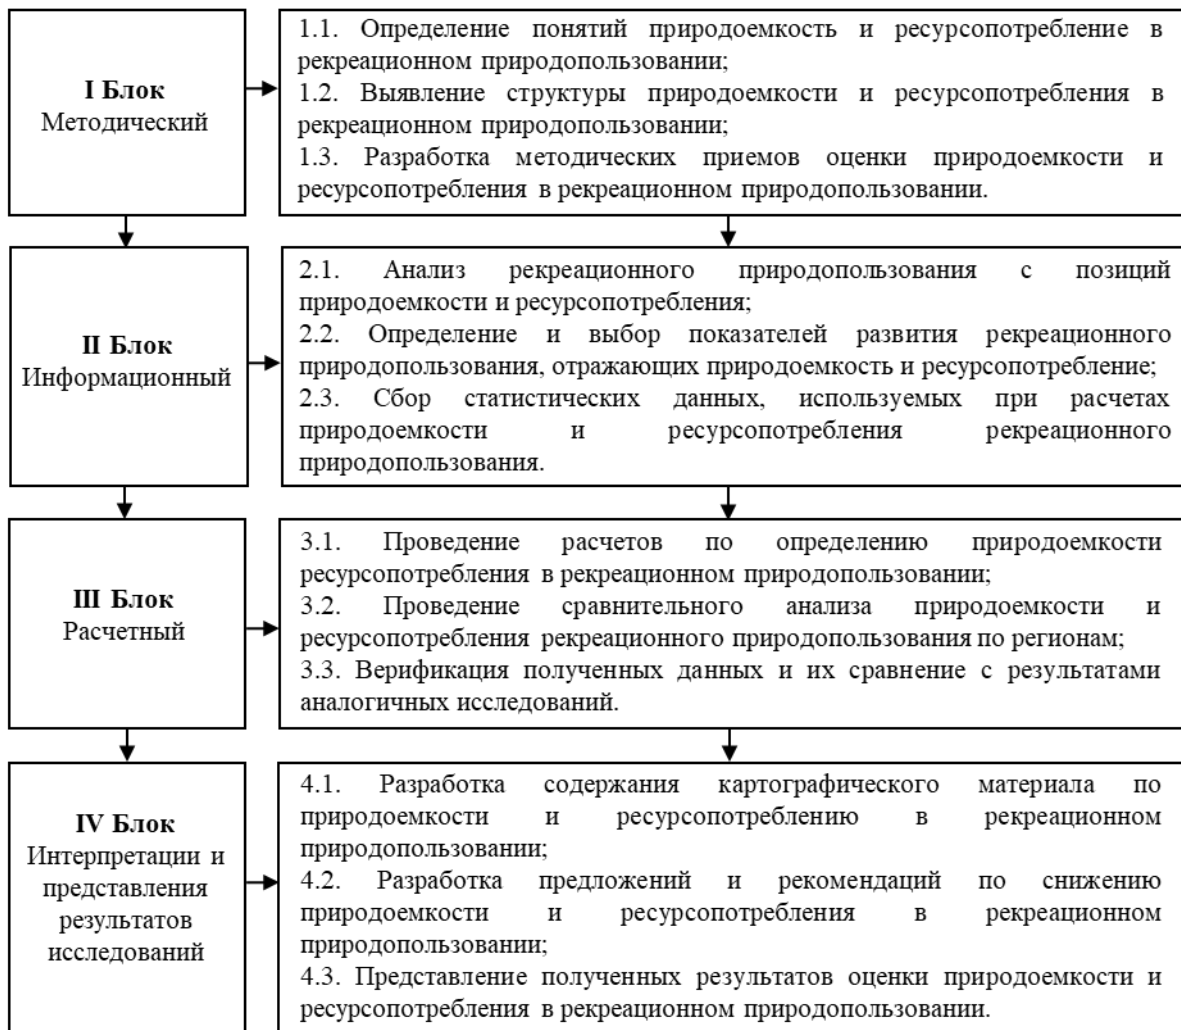 I Блок
Методический
1.1. Определение понятий природоемкость и ресурсопотребление в
рекреационном природопользовании;
1.2. Выявление структуры природоемкости и ресурсопотребления в
рекреационном природопользовании;
1.3. Разработка методических приемов оценки природоемкости и
ресурсопотребления в рекреационном природопользовании.
II Блок
Информационный
2.1. Анализ рекреационного природопользования с позиций
природоемкости и ресурсопотребления;
2.2. Определение и выбор показателей развития рекреационного
природопользования, отражающих природоемкость и ресурсопотребление;
2.3. Сбор статистических данных, используемых при расчетах
природоемкости и ресурсопотребления рекреационного
природопользования.
III Блок
Расчетный
3.1. Проведение расчетов по определению природоемкости
ресурсопотребления в рекреационном природопользовании;
3.2. Проведение сравнительного анализа природоемкости и
ресурсопотребления рекреационного природопользования по регионам;
3.3. Верификация полученных данных и их сравнение с результатами
аналогичных исследований.
IV Блок
Интерпретации и
представления
результатов
исследований
4.1. Разработка содержания картографического материала по
природоемкости и ресурсопотреблению в рекреационном
природопользовании;
4.2. Разработка предложений и рекомендаций по снижению
природоемкости и ресурсопотребления в рекреационном
природопользовании;
4.3. Представление полученных результатов оценки природоемкости и
ресурсопотребления в рекреационном природопользовании.